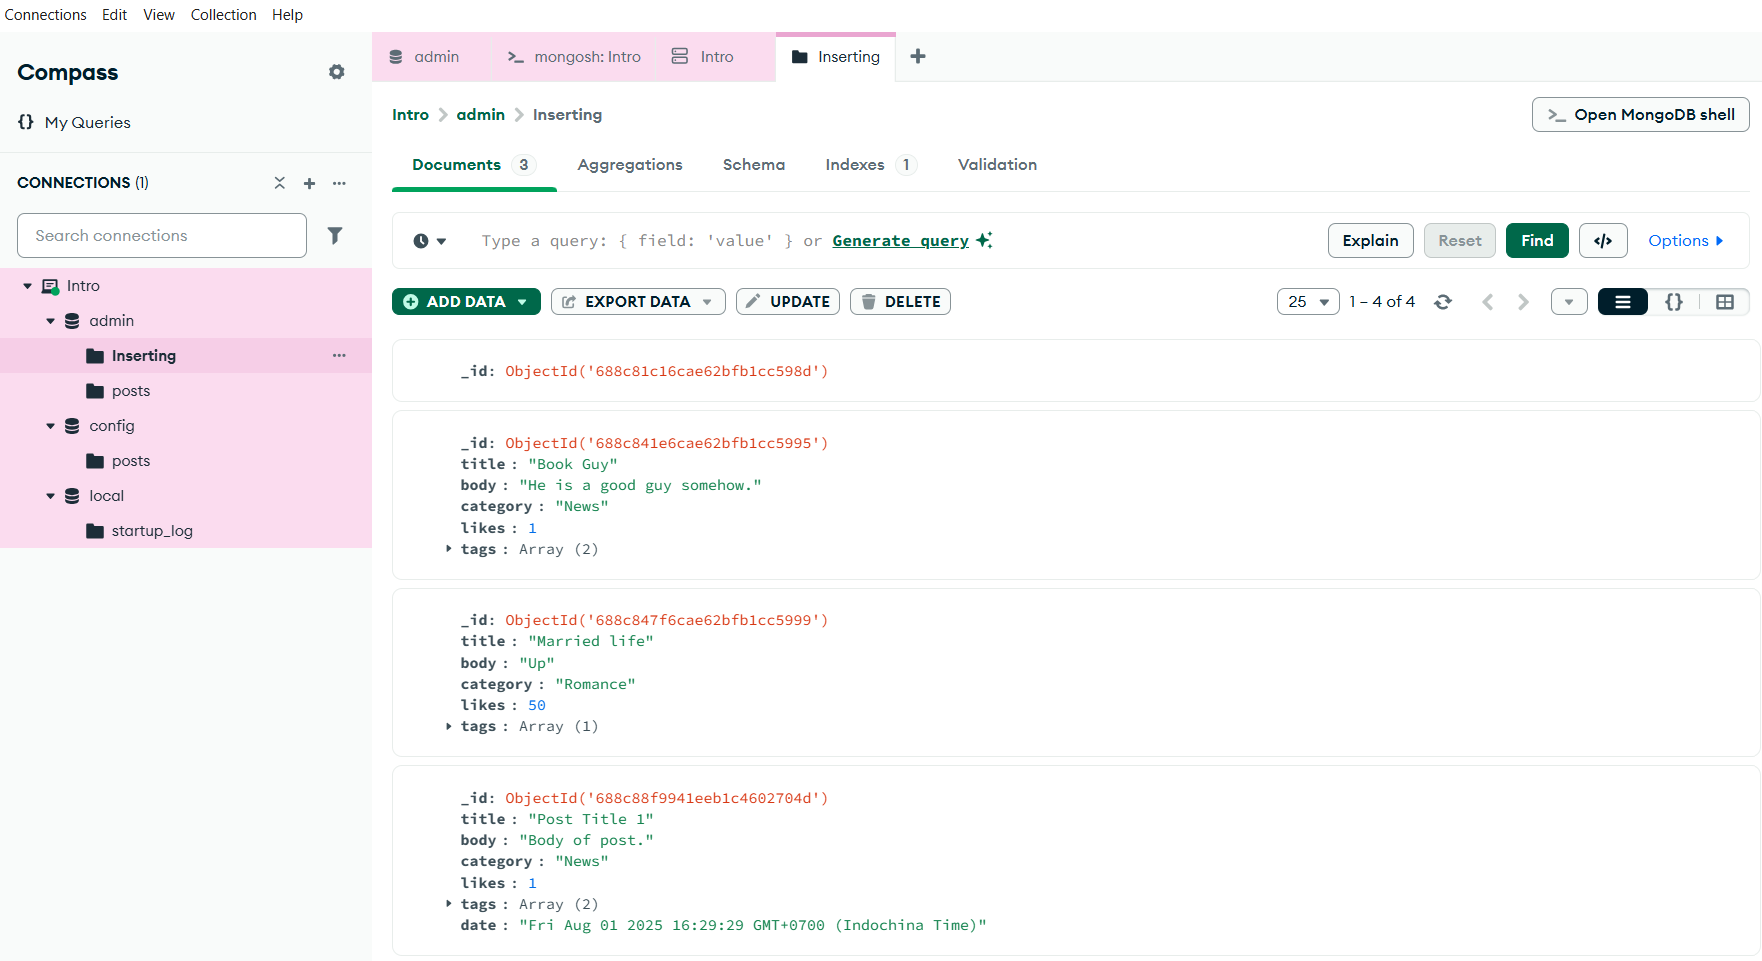 Connections Edit View Collection Help
Compass
My Queries
CONNECTIONS (1)
Search connections
Intro
admin
Inserting
posts
config
posts
local
startup_log
admin mongosh: Intro Intro Inserting
Intro admin Inserting
Open MongoDB shell
Documents 3 Aggregations Schema Indexes 1 Validation
Type a query: { field: 'value' } or Generate query
Explain Reset Find </> Options
ADD DATA EXPORT DATA UPDATE DELETE
25 1 – 4 of 4 {}
_id: ObjectId('688c81c16cae62bfb1cc598d')
_id: ObjectId('688c841e6cae62bfb1cc5995')
title : "Book Guy"
body : "He is a good guy somehow."
category : "News"
likes : 1
tags : Array (2)
_id: ObjectId('688c847f6cae62bfb1cc5999')
title : "Married life"
body : "Up"
category : "Romance"
likes : 50
tags : Array (1)
_id: ObjectId('688c88f9941eeb1c4602704d')
title : "Post Title 1"
body : "Body of post."
category : "News"
likes : 1
tags : Array (2)
date : "Fri Aug 01 2025 16:29:29 GMT+0700 (Indochina Time)"